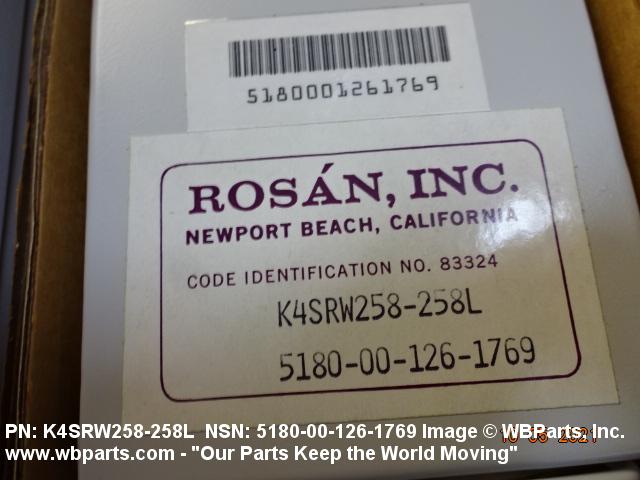 5180001261769
ROSÁN, INC.
NEWPORT BEACH, CALIFORNIA
CODE IDENTIFICATION NO. 83324
K4SRW258-258L
5180-00-126-1769
PN: K4SRW258-258L NSN: 5180-00-126-1769 Image © WBParts, Inc.
www.wbparts.com - "Our Parts Keep the World Moving"